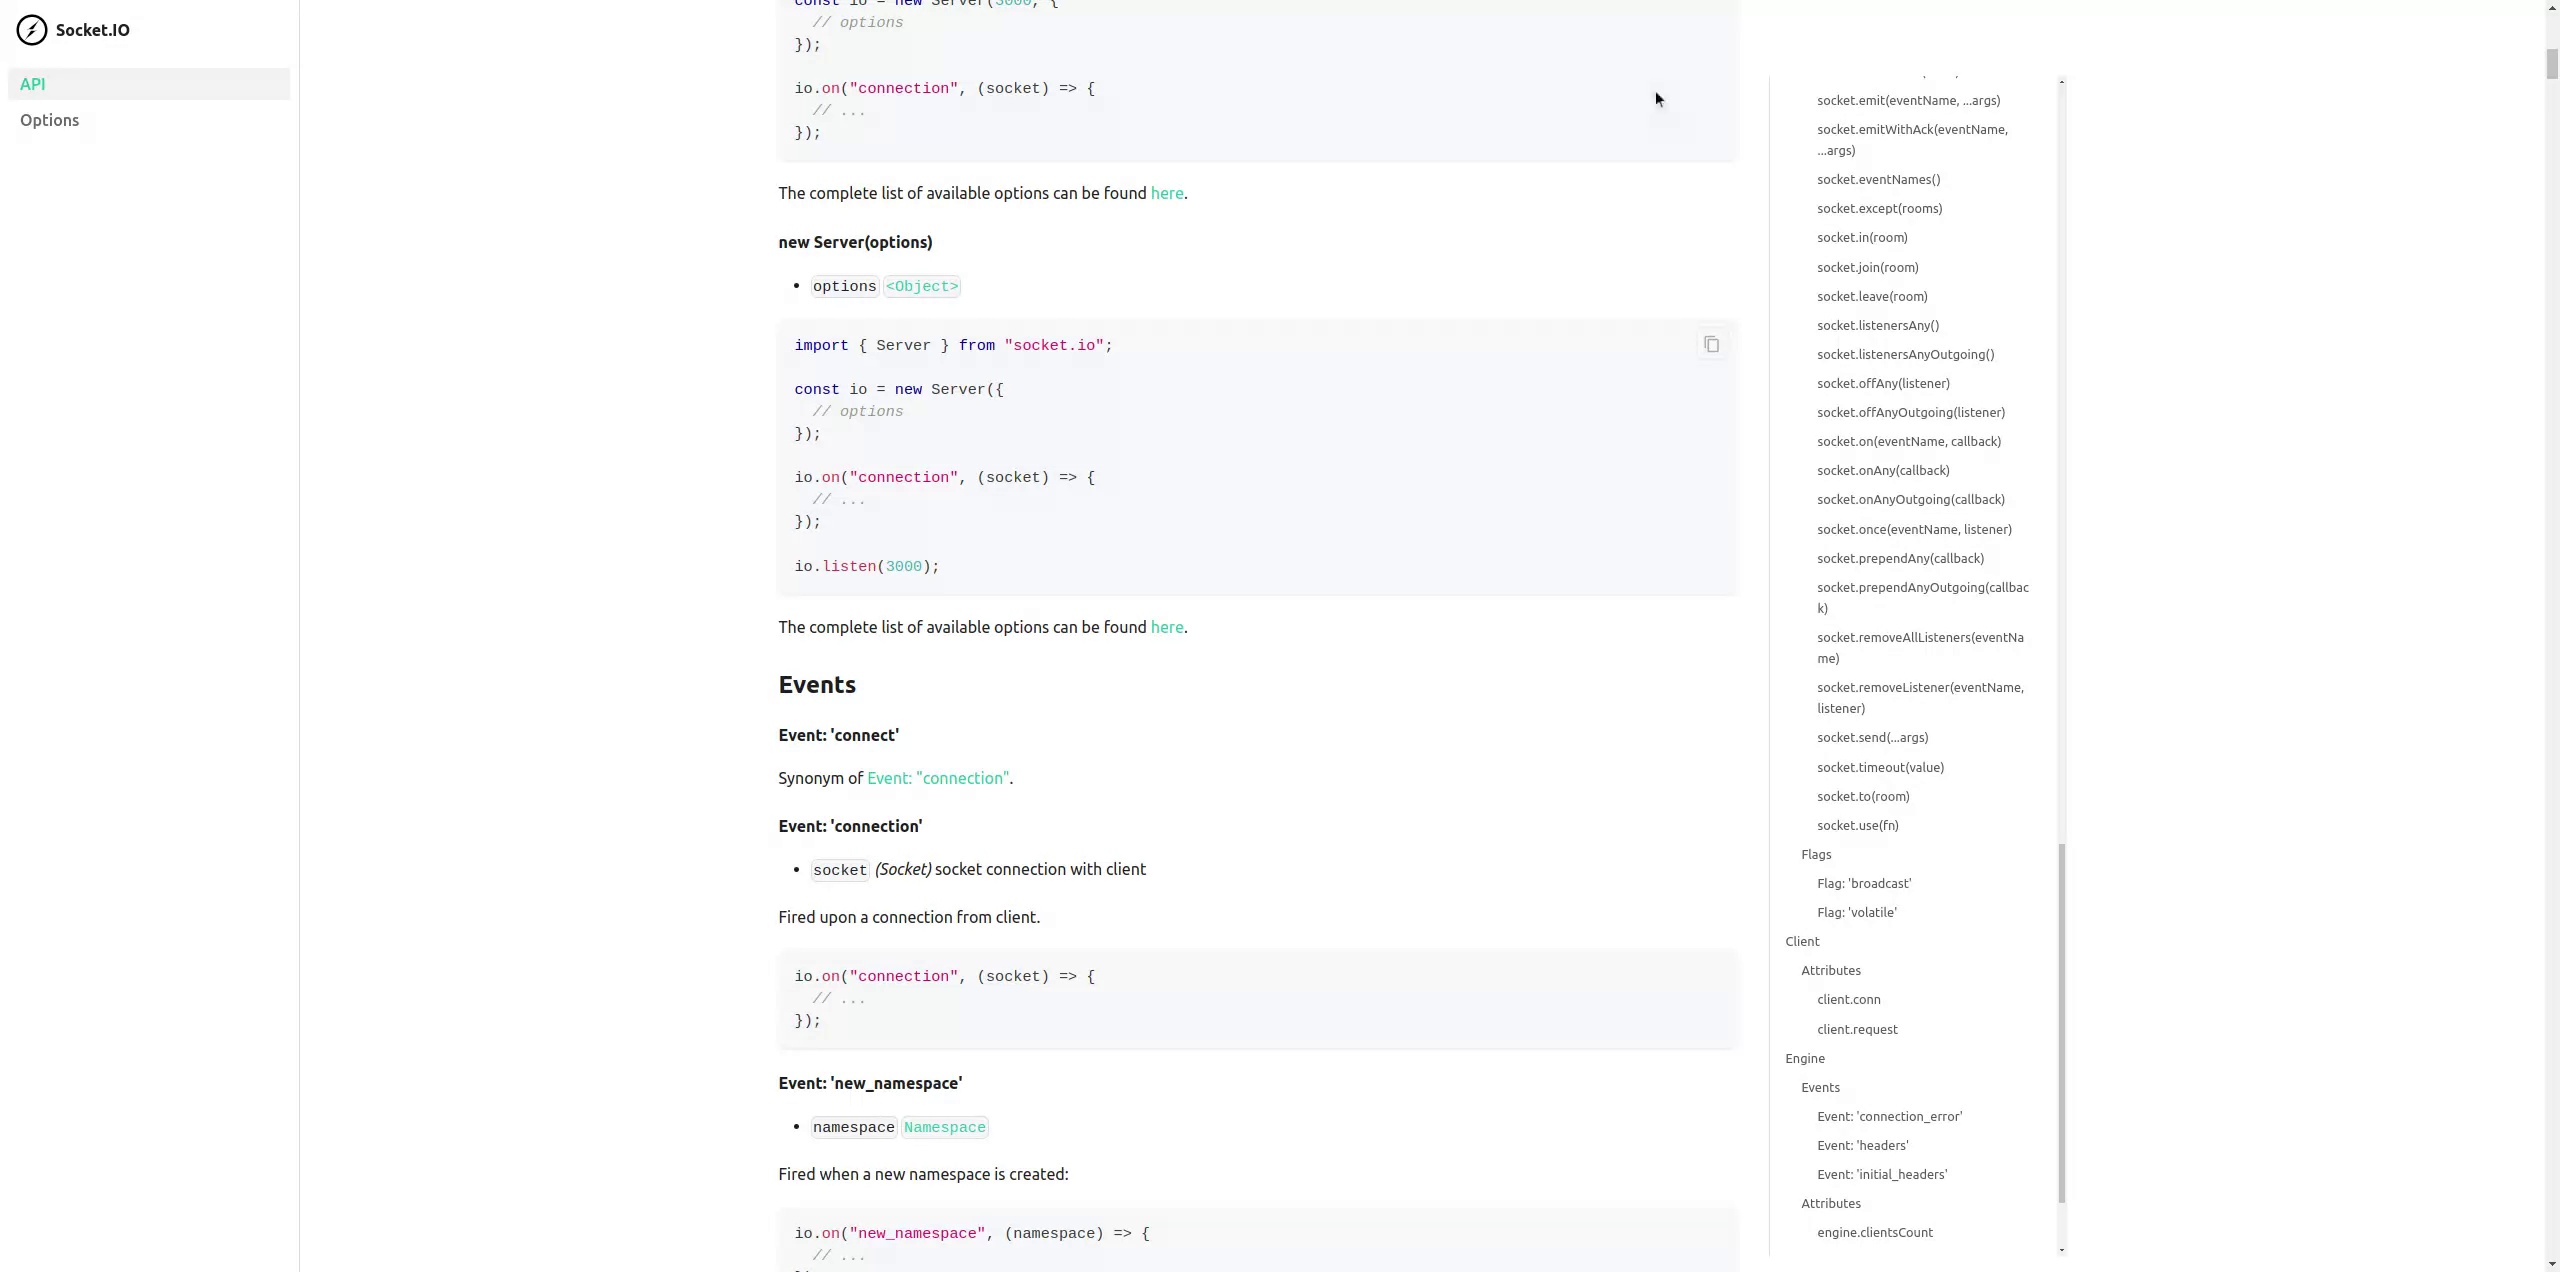 Socket.IO
API
Options
const io = new Server(3000, {
  // options
});

io.on("connection", (socket) => {
  // ...
});
The complete list of available options can be found here.
new Server(options)
options <Object>
import { Server } from "socket.io";

const io = new Server({
  // options
});

io.on("connection", (socket) => {
  // ...
});

io.listen(3000);
The complete list of available options can be found here.
Events
Event: 'connect'
Synonym of Event: "connection".
Event: 'connection'
socket (Socket) socket connection with client
Fired upon a connection from client.
io.on("connection", (socket) => {
  // ...
});
Event: 'new_namespace'
namespace Namespace
Fired when a new namespace is created:
io.on("new_namespace", (namespace) => {
  // ...
socket.emit(eventName, ...args)
socket.emitWithAck(eventName,
...args)
socket.eventNames()
socket.except(rooms)
socket.in(room)
socket.join(room)
socket.leave(room)
socket.listenersAny()
socket.listenersAnyOutgoing()
socket.offAny(listener)
socket.offAnyOutgoing(listener)
socket.on(eventName, callback)
socket.onAny(callback)
socket.onAnyOutgoing(callback)
socket.once(eventName, listener)
socket.prependAny(callback)
socket.prependAnyOutgoing(callbac
k)
socket.removeAllListeners(eventNa
me)
socket.removeListener(eventName,
listener)
socket.send(...args)
socket.timeout(value)
socket.to(room)
socket.use(fn)
Flags
Flag: 'broadcast'
Flag: 'volatile'
Client
Attributes
client.conn
client.request
Engine
Events
Event: 'connection_error'
Event: 'headers'
Event: 'initial_headers'
Attributes
engine.clientsCount